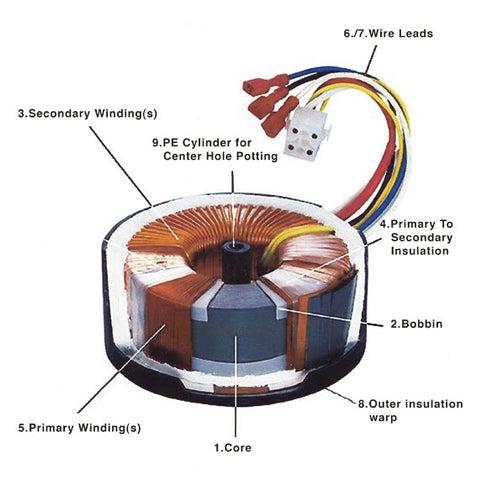 6./7.Wire Leads
3.Secondary Winding(s)
9.PE Cylinder for
Center Hole Potting
4.Primary To
Secondary
Insulation
2.Bobbin
8.Outer insulation
warp
5.Primary Winding(s)
1.Core